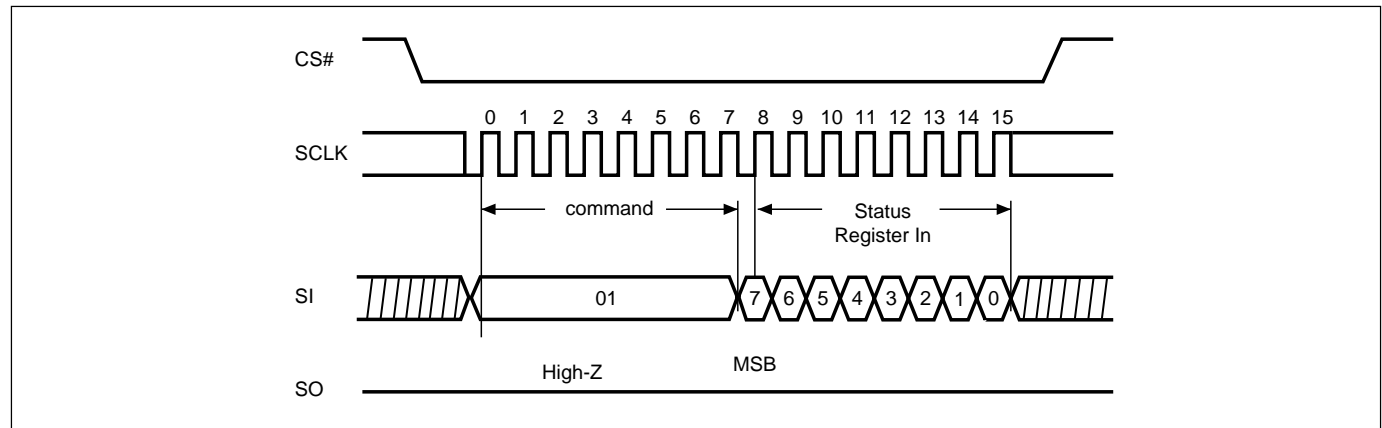 CS#
0 1 2 3 4 5 6 7 8 9 10 11 12 13 14 15
SCLK
command
Status
Register In
SI
01
7 6 5 4 3 2 1 0
High-Z
MSB
SO